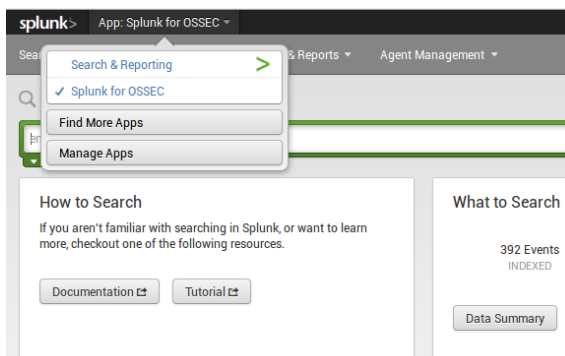 splunk> App: Splunk for OSSEC
& Reports Agent Management
Search & Reporting >
✓ Splunk for OSSEC
Find More Apps
Manage Apps
How to Search
If you aren't familiar with searching in Splunk, or want to learn
more, checkout one of the following resources.
Documentation
Tutorial
What to Search
392 Events
INDEXED
Data Summary